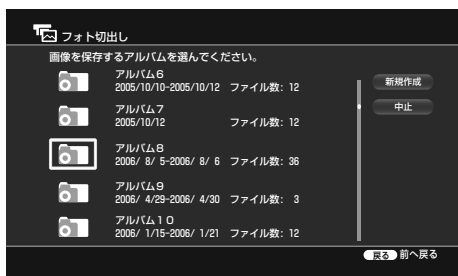 フォト切出し
画像を保存するアルバムを選んでください。
アルバム6
2005/10/10-2005/10/12 ファイル数: 12
新規作成
アルバム7
2005/10/12 ファイル数: 12
中止
アルバム8
2006/ 8/ 5-2006/ 8/ 6 ファイル数: 36
アルバム9
2006/ 4/29-2006/ 4/30 ファイル数: 3
アルバム10
2006/ 1/15-2006/ 1/21 ファイル数: 12
戻る 前へ戻る